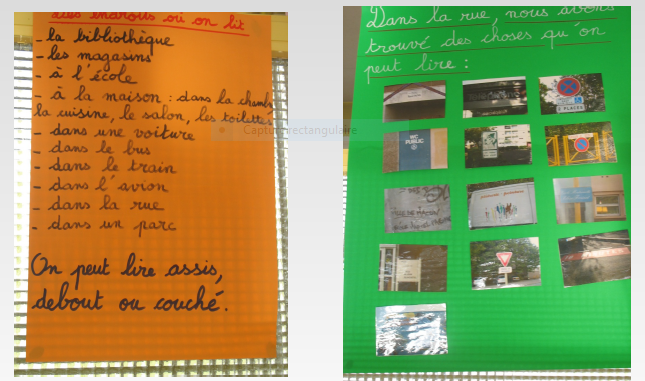 Les endroits où on lit
- la bibliothèque
- les magasins
- à l'école
- à la maison : dans la chambre
la cuisine, le salon, les toilettes
- dans une voiture
- dans le bus
- dans le train
- dans l'avion
- dans la rue
- dans un parc
On peut lire assis,
debout ou couché.
Capture rectangulaire
Dans la rue, nous avons
trouvé des choses qu'on
peut lire :
2 PLACES
WC
PUBLIC